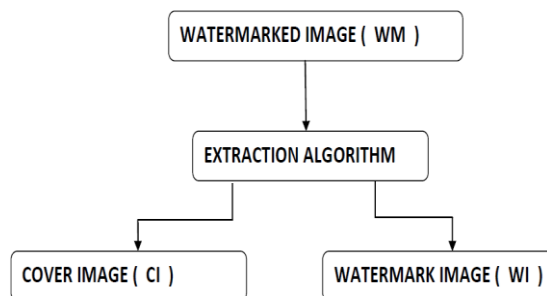 WATERMARKED IMAGE ( WM )
EXTRACTION ALGORITHM
COVER IMAGE ( CI )
WATERMARK IMAGE ( WI )